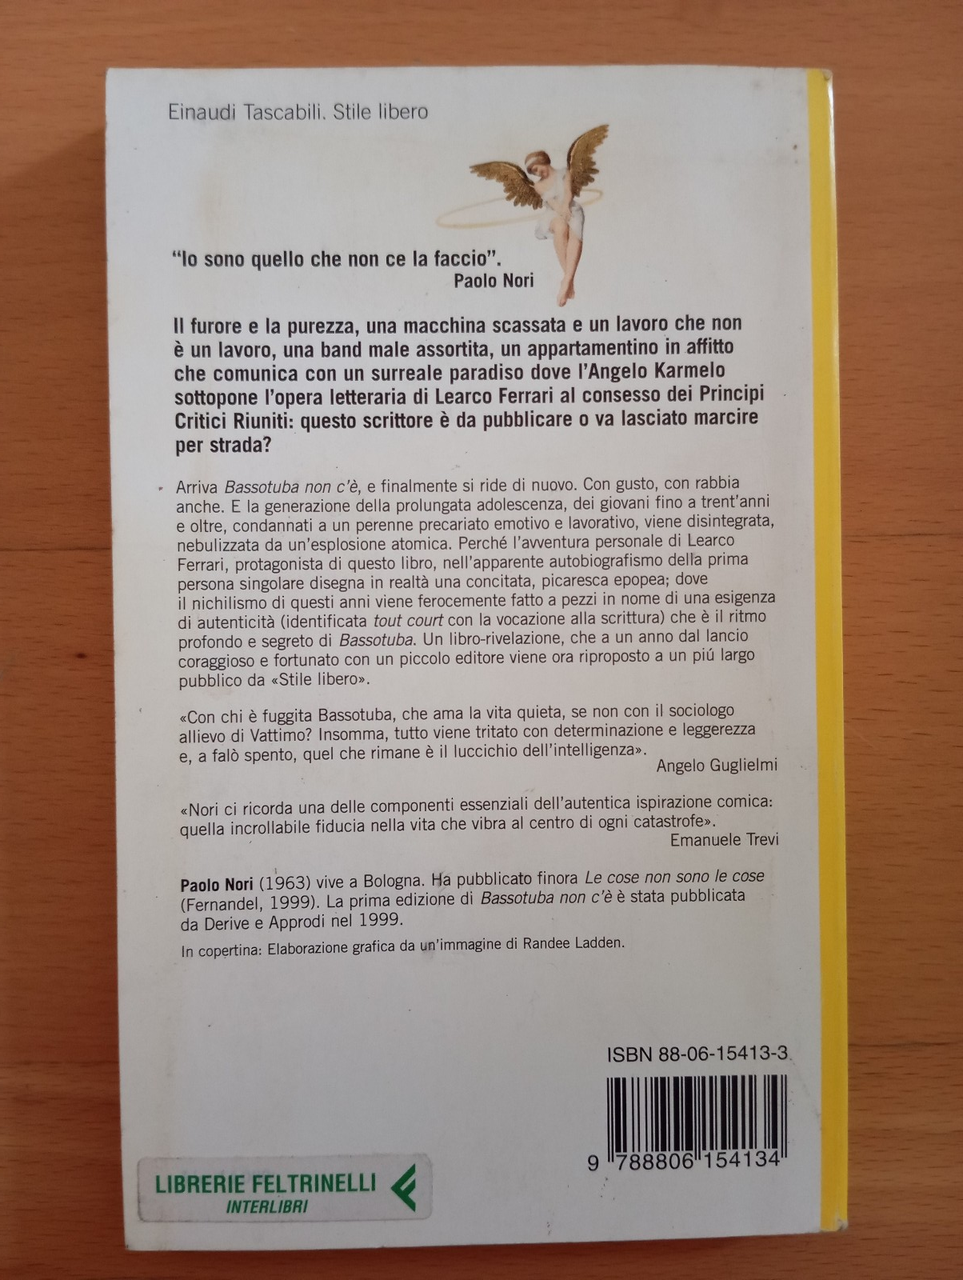 Einaudi Tascabili. Stile libero
“Io sono quello che non ce la faccio”.
Paolo Nori
Il furore e la purezza, una macchina scassata e un lavoro che non
è un lavoro, una band male assortita, un appartamentino in affitto
che comunica con un surreale paradiso dove l’Angelo Karmelo
sottopone l’opera letteraria di Learco Ferrari al consesso dei Principi
Critici Riuniti: questo scrittore è da pubblicare o va lasciato marcire
per strada?
Arriva Bassotuba non c’è, e finalmente si ride di nuovo. Con gusto, con rabbia
anche. E la generazione della prolungata adolescenza, dei giovani fino a trent’anni
e oltre, condannati a un perenne precariato emotivo e lavorativo, viene disintegrata,
nebulizzata da un’esplosione atomica. Perché l’avventura personale di Learco
Ferrari, protagonista di questo libro, nell’apparente autobiografismo della prima
persona singolare disegna in realtà una concitata, picaresca epopea; dove
il nichilismo di questi anni viene ferocemente fatto a pezzi in nome di una esigenza
di autenticità (identificata tout court con la vocazione alla scrittura) che è il ritmo
profondo e segreto di Bassotuba. Un libro-rivelazione, che a un anno dal lancio
coraggioso e fortunato con un piccolo editore viene ora riproposto a un piú largo
pubblico da «Stile libero».
«Con chi è fuggita Bassotuba, che ama la vita quieta, se non con il sociologo
allievo di Vattimo? Insomma, tutto viene tritato con determinazione e leggerezza
e, a falò spento, quel che rimane è il luccichio dell’intelligenza».
Angelo Guglielmi
«Nori ci ricorda una delle componenti essenziali dell’autentica ispirazione comica:
quella incrollabile fiducia nella vita che vibra al centro di ogni catastrofe».
Emanuele Trevi
Paolo Nori (1963) vive a Bologna. Ha pubblicato finora Le cose non sono le cose
(Fernandel, 1999). La prima edizione di Bassotuba non c’è è stata pubblicata
da Derive e Approdi nel 1999.
In copertina: Elaborazione grafica da un’immagine di Randee Ladden.
ISBN 88-06-15413-3
9 788806 154134
LIBRERIE FELTRINELLI
INTERLIBRI